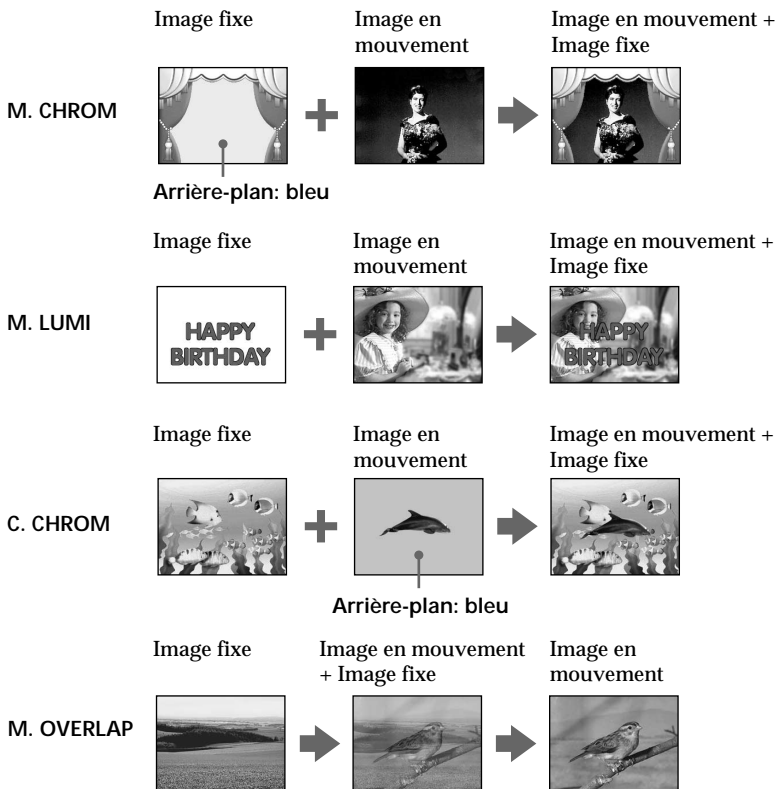 Image fixe
Image en
mouvement
Image en mouvement +
Image fixe
M. CHROM
Arrière-plan: bleu
Image fixe
Image en
mouvement
Image en mouvement +
Image fixe
M. LUMI
HAPPY
BIRTHDAY
HAPPY
BIRTHDAY
Image fixe
Image en
mouvement
Image en mouvement +
Image fixe
C. CHROM
Arrière-plan: bleu
Image fixe
Image en mouvement
+ Image fixe
Image en
mouvement
M. OVERLAP